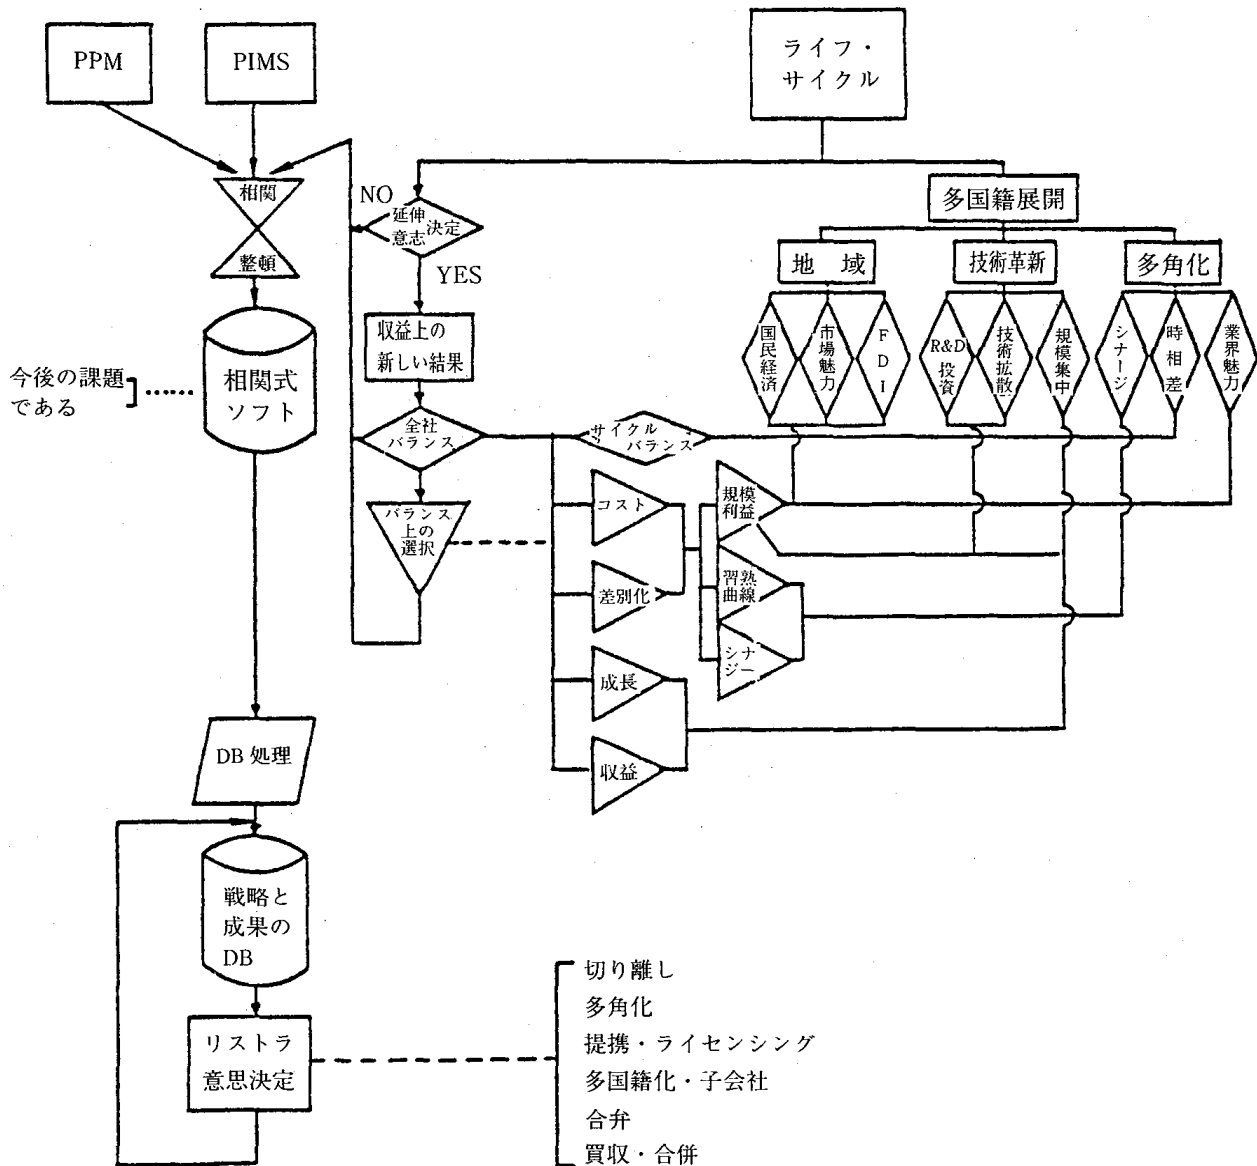 PPM
PIMS
ライフ・
サイクル
相関
整頓
NO
延伸
意志
決定
YES
多国籍展開
地 域
技術革新
多角化
国民経済
市場魅力
FDI
R&D
投資
技術拡散
規模集中
シナージ
時相差
業界魅力
収益上の
新しい結果
今後の課題
である
相関式
ソフト
全社
バランス
サイクル
バランス
バランス
上の
選択
コスト
差別化
成長
収益
規模
利益
習熟
曲線
シナ
ジー
DB 処理
戦略と
成果の
DB
リストラ
意思決定
切り離し
多角化
提携・ライセンシング
多国籍化・子会社
合弁
買収・合併